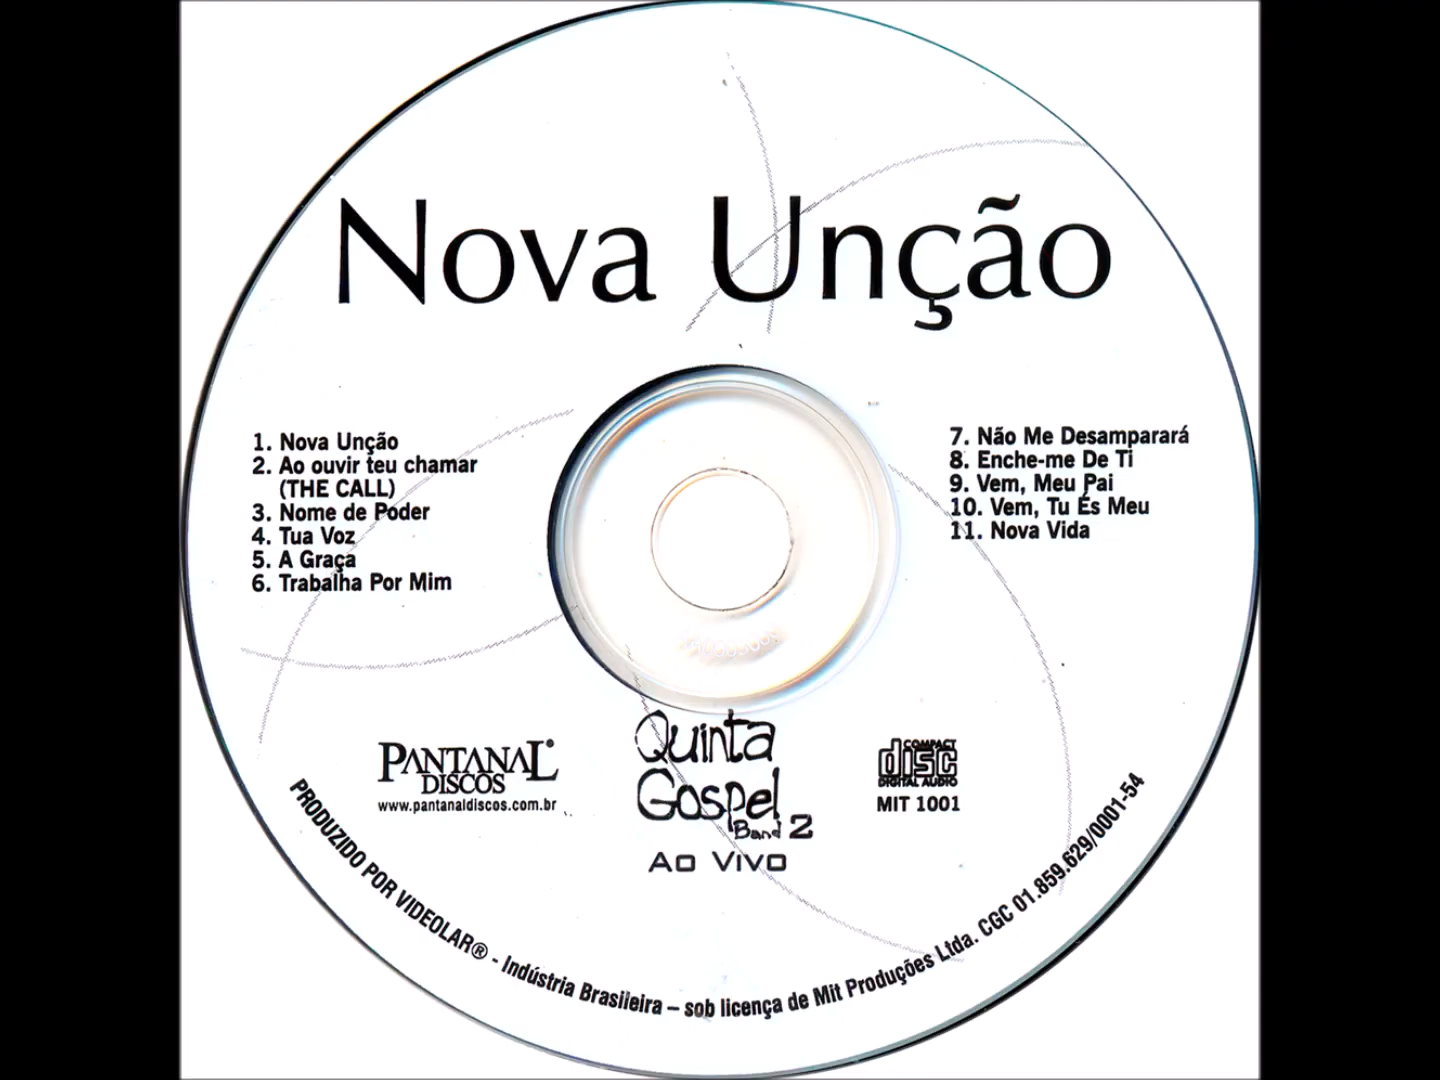 Nova Unção
1. Nova Unção
2. Ao ouvir teu chamar
(THE CALL)
3. Nome de Poder
4. Tua Voz
5. A Graça
6. Trabalha Por Mim
7. Não Me Desamparará
8. Enche-me De Ti
9. Vem, Meu Pai
10. Vem, Tu És Meu
11. Nova Vida
PANTANAL®
DISCOS
www.pantanaldiscos.com.br
Quinta
Gospel
Band 2
Ao Vivo
COMPACT
disc
DIGITAL AUDIO
MIT 1001
PRODUZIDO POR VIDEOLAR® - Indústria Brasileira – sob licença de Mit Produções Ltda. CGC 01.859.629/0001-54